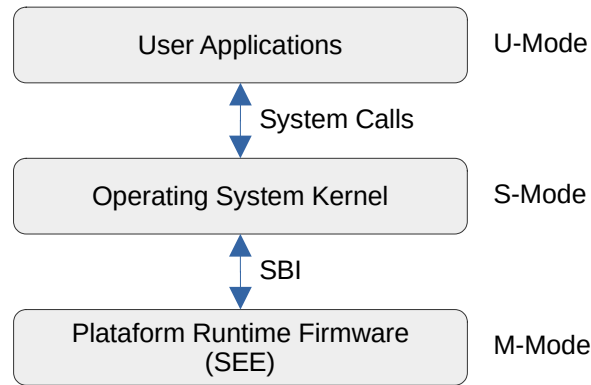 User Applications
U-Mode
System Calls
Operating System Kernel
S-Mode
SBI
Plataform Runtime Firmware
(SEE)
M-Mode